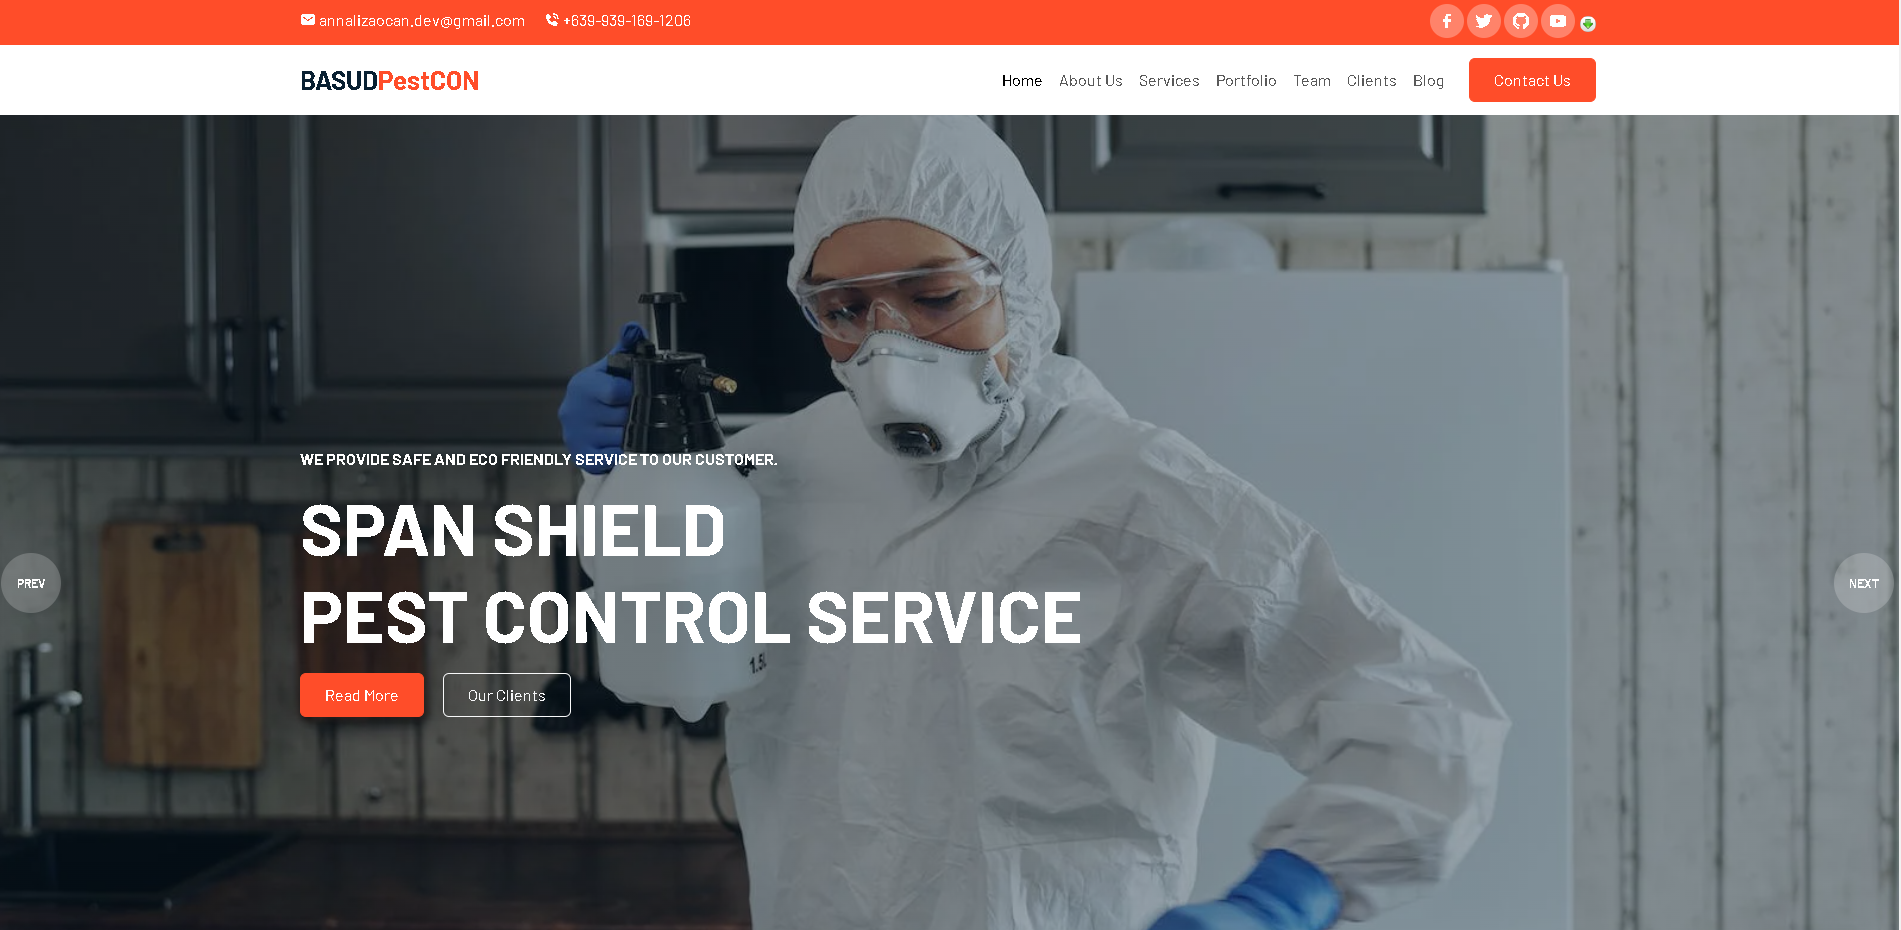 annalizaocan.dev@gmail.com +639-939-169-1206
BASUDPestCON
Home About Us Services Portfolio Team Clients Blog Contact Us
WE PROVIDE SAFE AND ECO FRIENDLY SERVICE TO OUR CUSTOMER.
SPAN SHIELD
PEST CONTROL SERVICE
PREV
NEXT
1.5L
Read More Our Clients